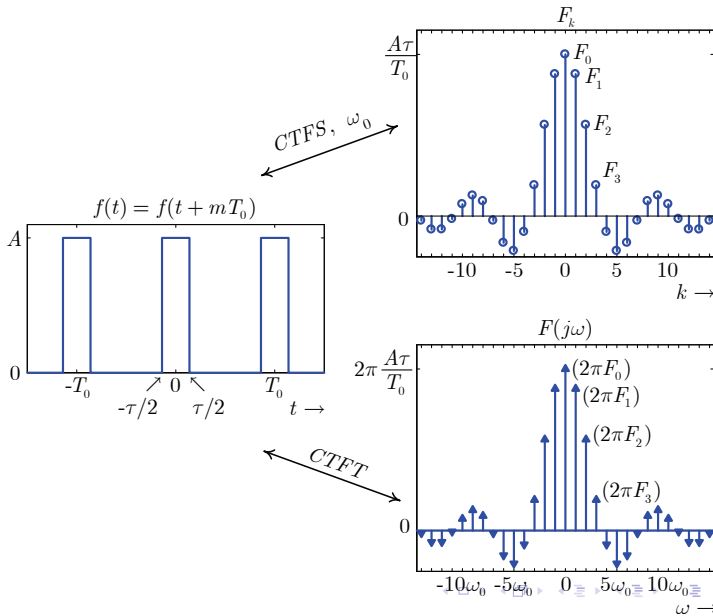 F_k
Aτ/T_0
F_0
F_1
F_2
F_3
0
-10 -5 0 5 10
k →
CTFS, ω_0
f(t) = f(t + mT_0)
A
0
-T_0 0 T_0
-τ/2 τ/2 t →
CTFT
F(jω)
2π Aτ/T_0
(2πF_0)
(2πF_1)
(2πF_2)
(2πF_3)
0
-10ω_0 -5ω_0 0 5ω_0 10ω_0
ω →